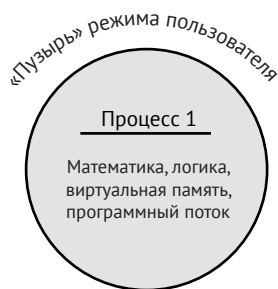 «Пузырь» режима пользователя
Процесс 1
Математика, логика,
виртуальная память,
программный поток